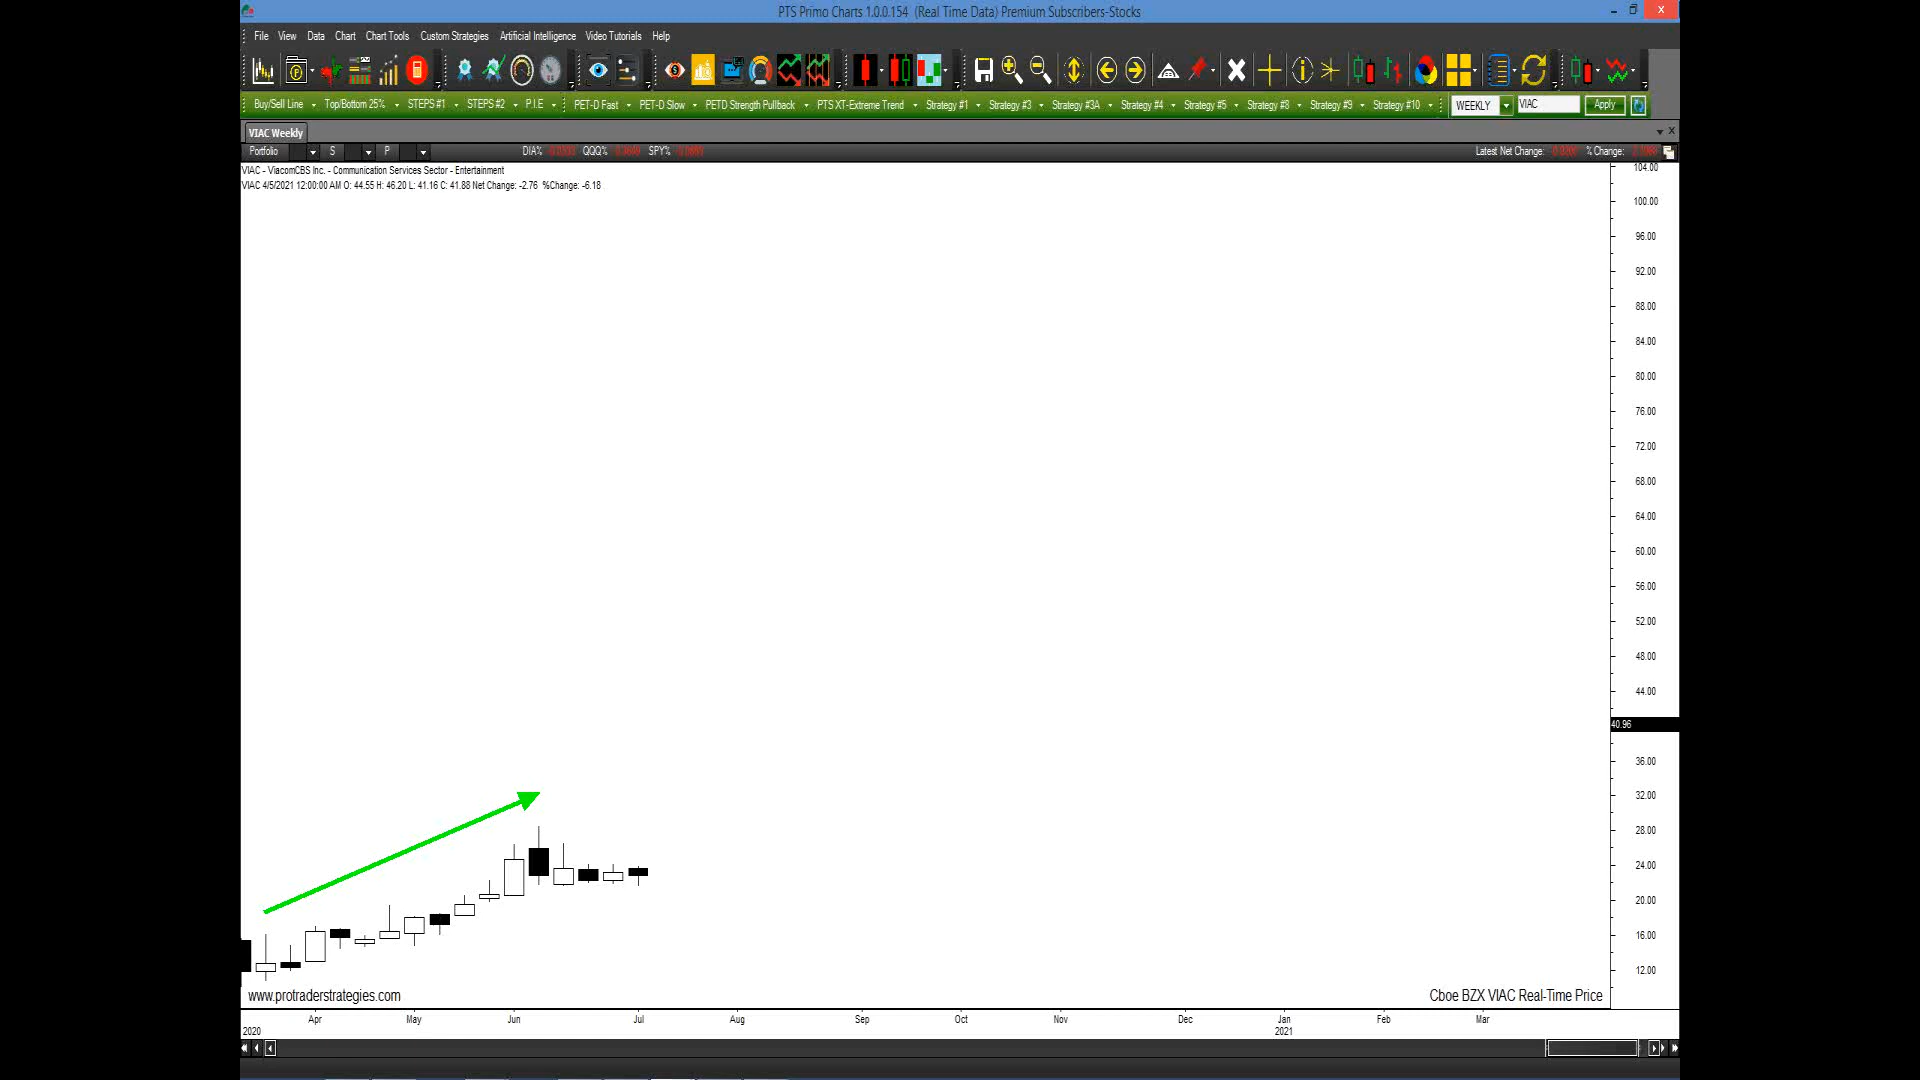 PTS Primo Charts 1.0.0.154 (Real Time Data) Premium Subscribers-Stocks
File View Data Chart Chart Tools Custom Strategies Artificial Intelligence Video Tutorials Help
Buy/Sell Line Top/Bottom 25% STEPS #1 STEPS #2 P.I.E PET-D Fast PET-D Slow PETD Strength Pullback PTS XT-Extreme Trend Strategy #1 Strategy #3 Strategy #3A Strategy #4 Strategy #5 Strategy #8 Strategy #9 Strategy #10 WEEKLY VIAC Apply
VIAC Weekly
Portfolio S P DIA% QQQ% SPY% Latest Net Change: % Change:
VIAC - ViacomCBS Inc. - Communication Services Sector - Entertainment
VIAC 4/5/2021 12:00:00 AM O: 44.55 H: 46.20 L: 41.16 C: 41.88 Net Change: -2.76 %Change: -6.18
104.00
100.00
96.00
92.00
88.00
84.00
80.00
76.00
72.00
68.00
64.00
60.00
56.00
52.00
48.00
44.00
40.96
36.00
32.00
28.00
24.00
20.00
16.00
12.00
www.protraderstrategies.com
Cboe BZX VIAC Real-Time Price
Apr May Jun Jul Aug Sep Oct Nov Dec Jan Feb Mar
2020 2021